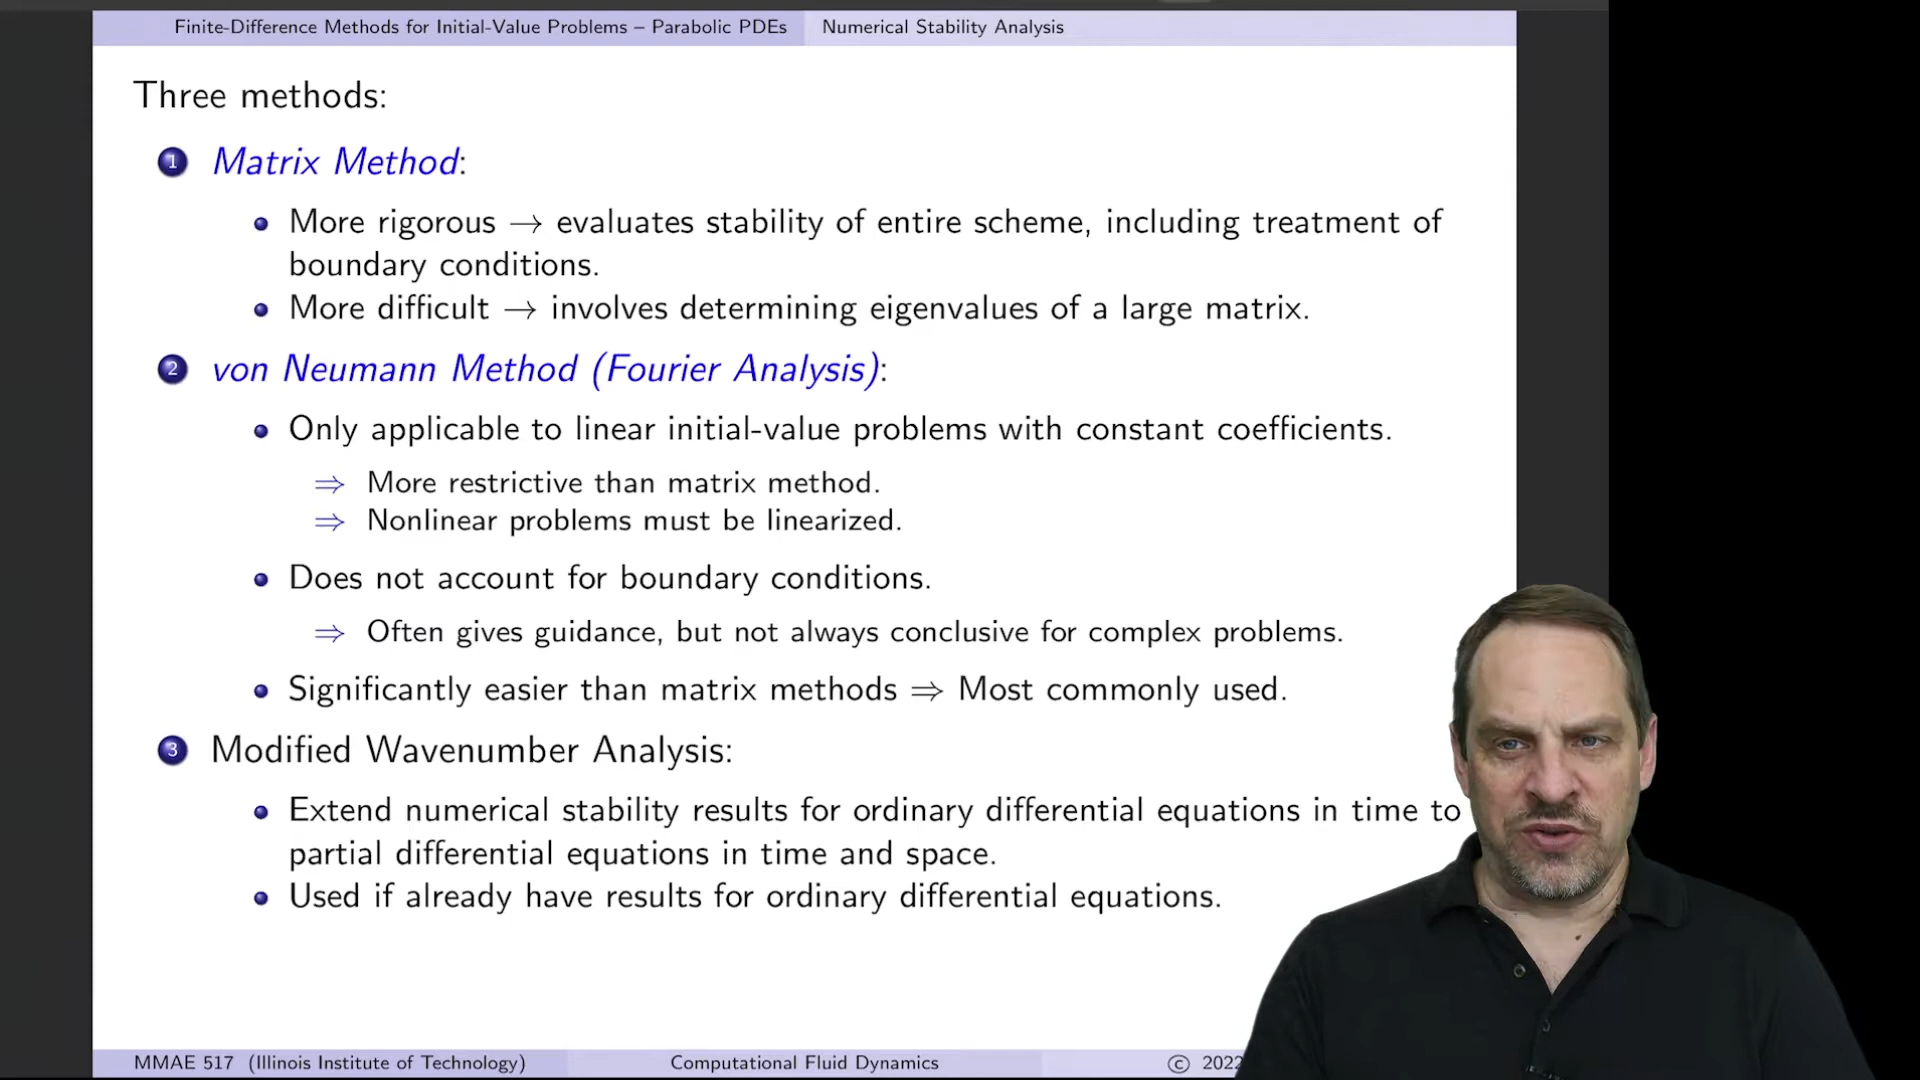 Finite-Difference Methods for Initial-Value Problems – Parabolic PDEs
Numerical Stability Analysis
Three methods:
1 Matrix Method:
• More rigorous → evaluates stability of entire scheme, including treatment of
boundary conditions.
• More difficult → involves determining eigenvalues of a large matrix.
2 von Neumann Method (Fourier Analysis):
• Only applicable to linear initial-value problems with constant coefficients.
⇒ More restrictive than matrix method.
⇒ Nonlinear problems must be linearized.
• Does not account for boundary conditions.
⇒ Often gives guidance, but not always conclusive for complex problems.
• Significantly easier than matrix methods ⇒ Most commonly used.
3 Modified Wavenumber Analysis:
• Extend numerical stability results for ordinary differential equations in time to
partial differential equations in time and space.
• Used if already have results for ordinary differential equations.
MMAE 517 (Illinois Institute of Technology)
Computational Fluid Dynamics
© 2022